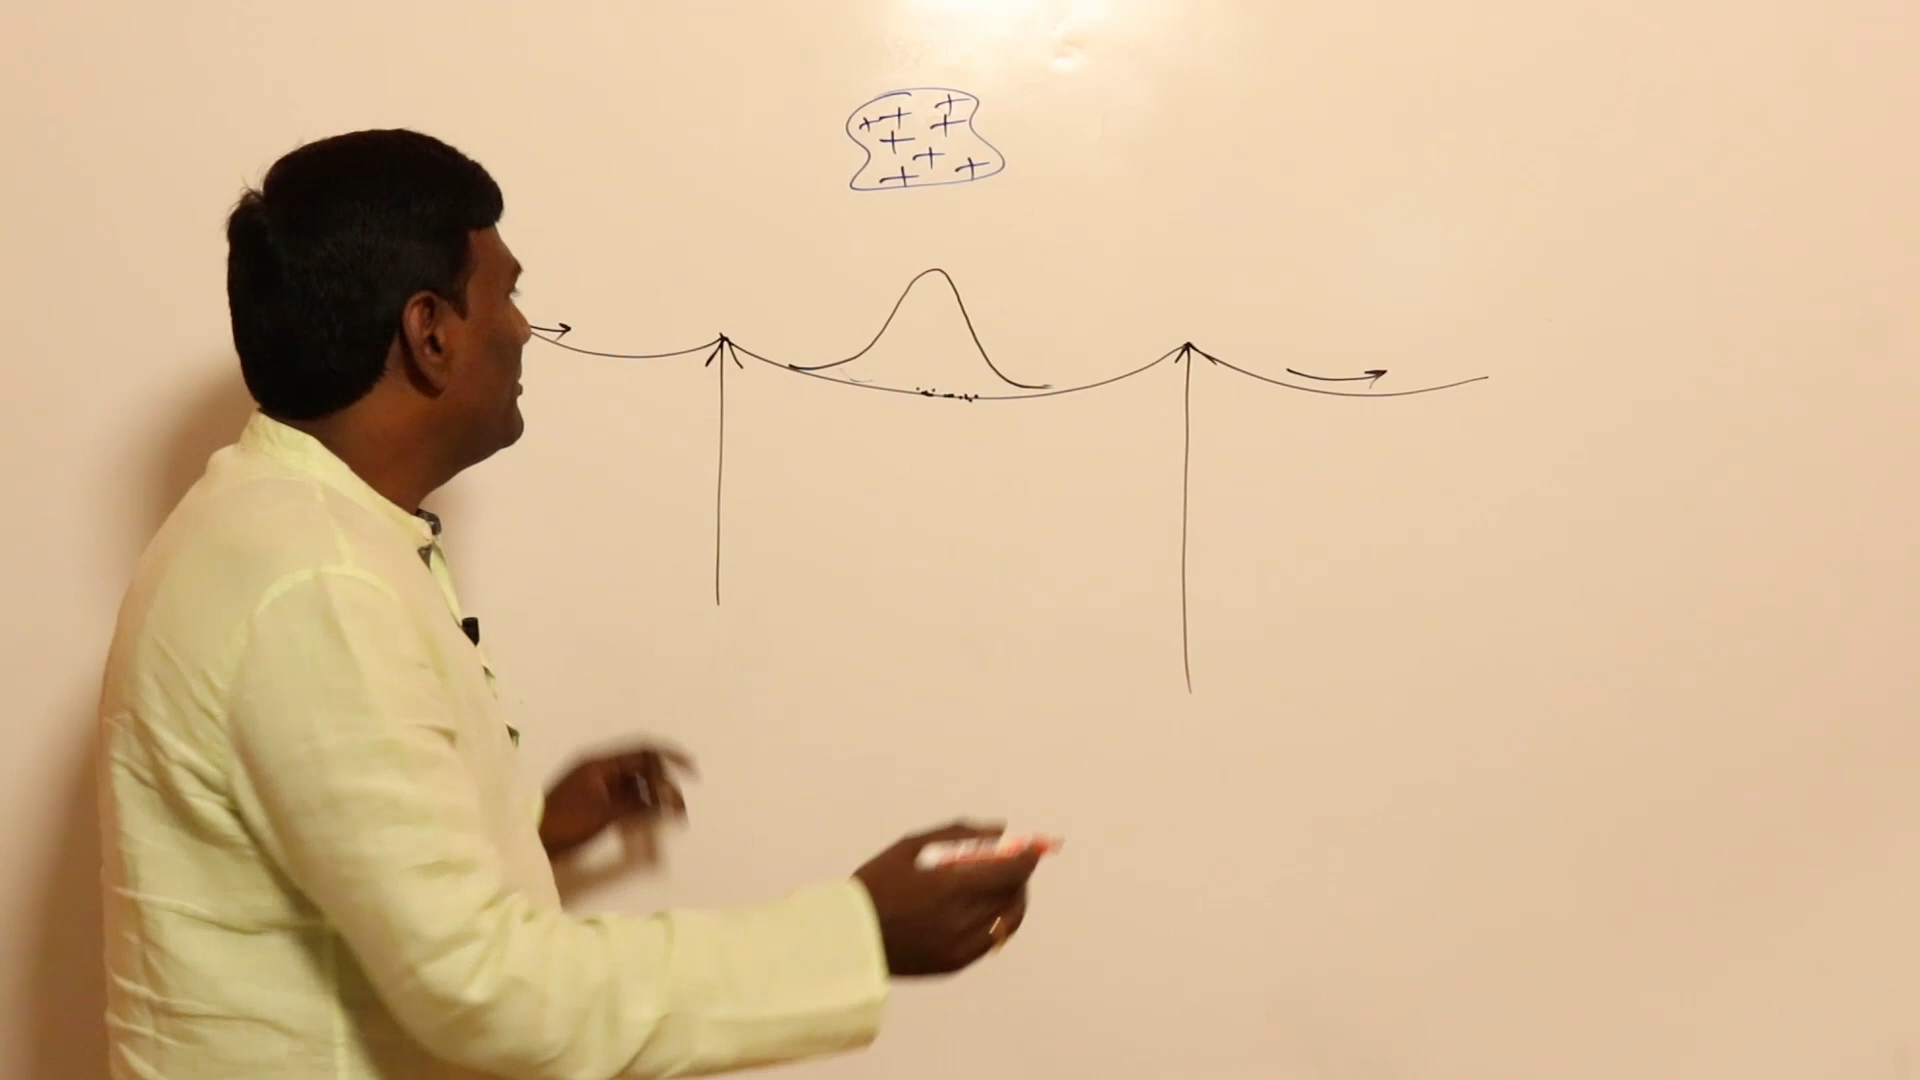 + + +
+ +
+
+ +